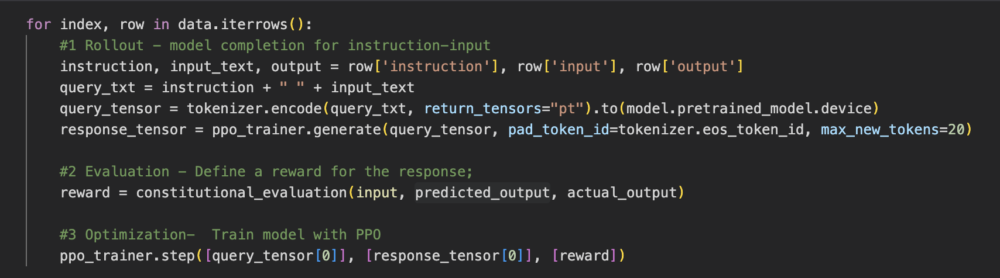 for index, row in data.iterrows():
#1 Rollout - model completion for instruction-input
instruction, input_text, output = row['instruction'], row['input'], row['output']
query_txt = instruction + " " + input_text
query_tensor = tokenizer.encode(query_txt, return_tensors="pt").to(model.pretrained_model.device)
response_tensor = ppo_trainer.generate(query_tensor, pad_token_id=tokenizer.eos_token_id, max_new_tokens=20)
#2 Evaluation - Define a reward for the response;
reward = constitutional_evaluation(input, predicted_output, actual_output)
#3 Optimization-  Train model with PPO
ppo_trainer.step([query_tensor[0]], [response_tensor[0]], [reward])